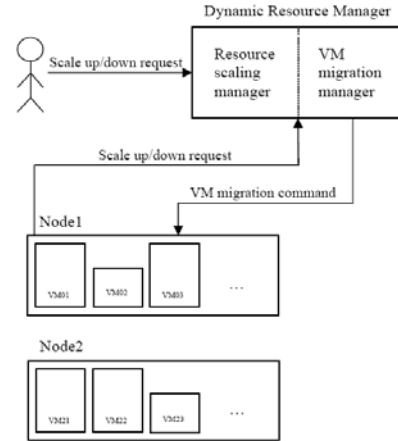 Dynamic Resource Manager
Resource
scaling
manager
VM
migration
manager
Scale up/down request
Scale up/down request
VM migration command
Node1
VM01
VM02
VM03
...
Node2
VM21
VM22
VM23
...